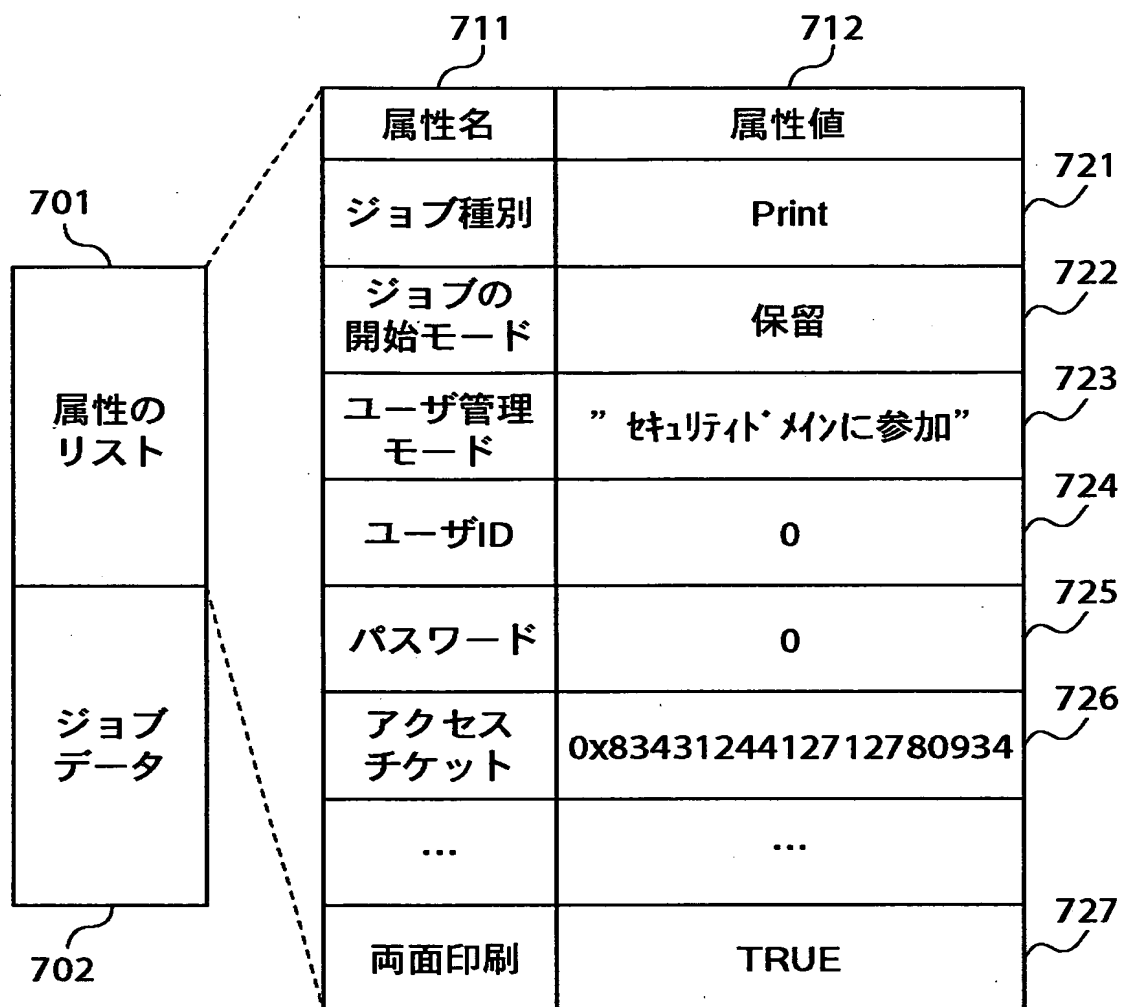 711
712
属性名
属性値
721
ジョブ種別
Print
701
722
ジョブの
開始モード
保留
723
属性の
リスト
ユーザ管理
モード
” ｾｷｭﾘﾃｨﾄﾞﾒｲﾝに参加”
724
ユーザID
0
725
パスワード
0
726
ジョブ
データ
アクセス
チケット
0x8343124412712780934
…
…
727
702
両面印刷
TRUE